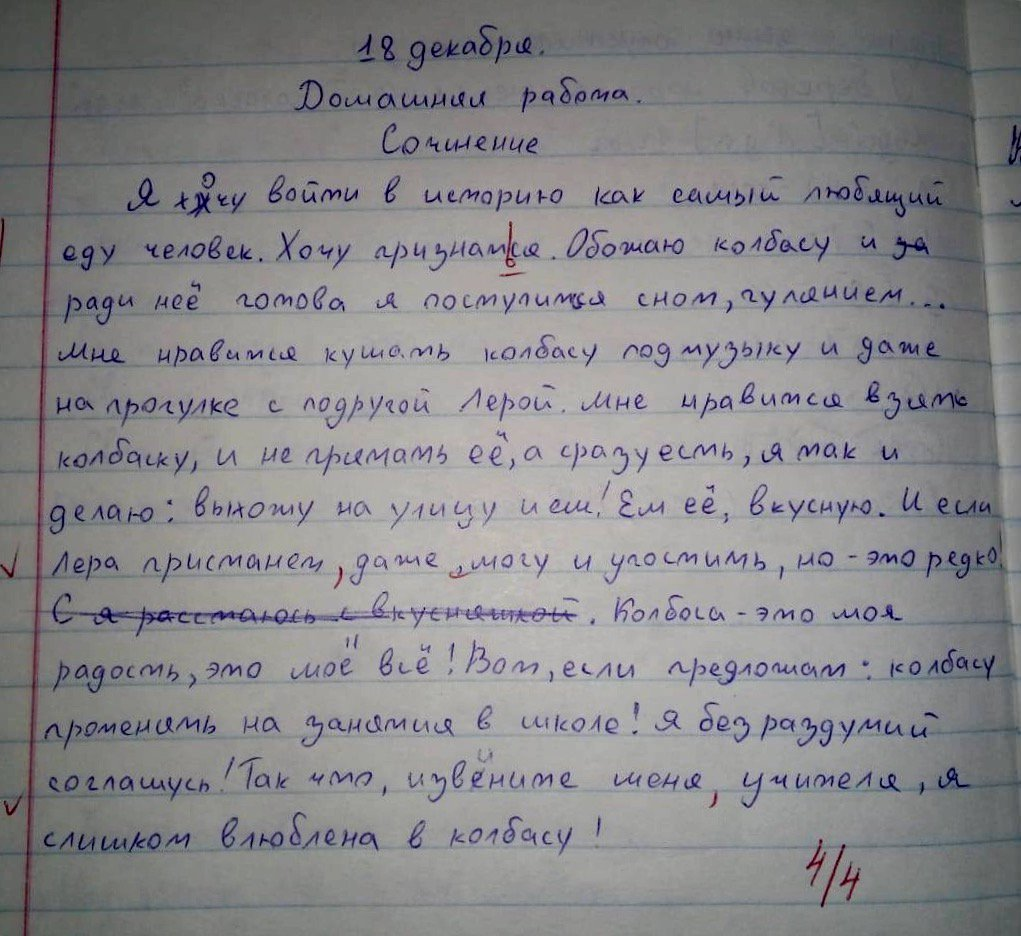 18 декабря.
Домашняя работа.
Сочинение
Я хочу войти в историю как самый любящий
еду человек. Хочу признаться. Обожаю колбасу и за
ради неё готова я поступится сном, гулянием...
Мне нравится кушать колбасу под музыку и даже
на прогулке с подругой Лерой. Мне нравится взять
колбаску, и не примать её, а сразу есть, я так и
делаю: выхожу на улицу и ем! Ем её, вкусную. И если
Лера пристанет, даже, могу и угостить, но - это редко!
С я расстаюсь с вкусняшкой. Колбоса - это моя
радость, это моё всё! Вот, если предложат: колбасу
променять на занятия в школе! Я без раздумий
соглашусь! Так что, извените меня, учителя, я
слишком влюблена в колбасу!
4/4